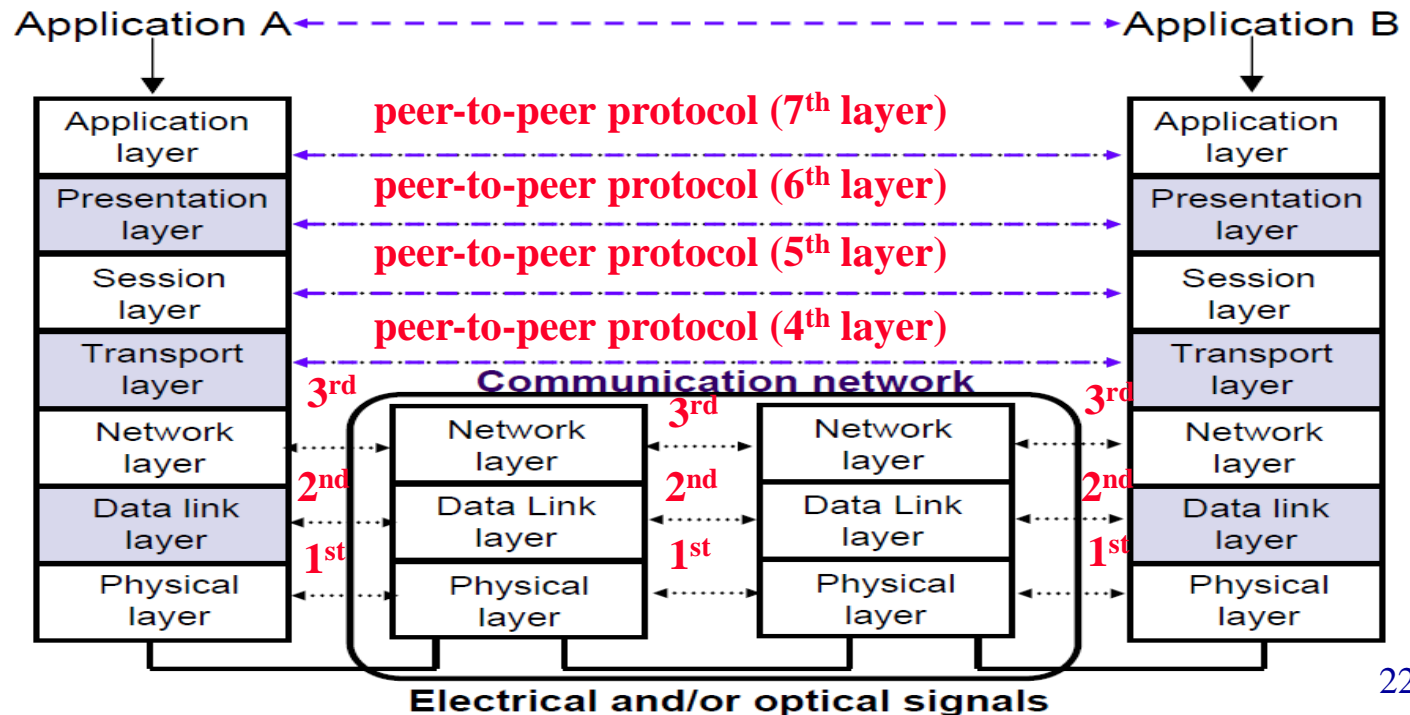 Application A
Application B
peer-to-peer protocol (7th layer)
Application layer
Application layer
peer-to-peer protocol (6th layer)
Presentation layer
Presentation layer
peer-to-peer protocol (5th layer)
Session layer
Session layer
peer-to-peer protocol (4th layer)
Transport layer
Transport layer
Communication network
3rd
3rd
3rd
Network layer
Network layer
Network layer
Network layer
2nd
2nd
2nd
Data link layer
Data Link layer
Data Link layer
Data link layer
1st
1st
1st
Physical layer
Physical layer
Physical layer
Physical layer
Electrical and/or optical signals
22